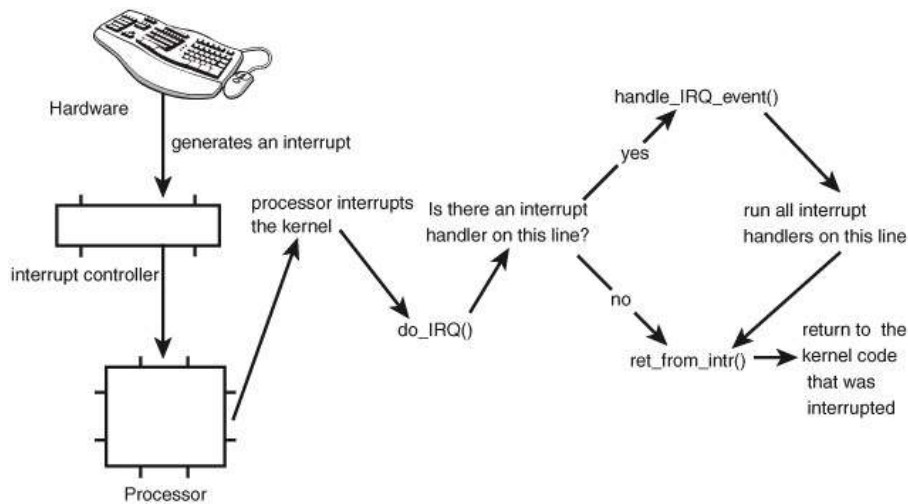 Hardware
generates an interrupt
interrupt controller
Processor
processor interrupts
the kernel
do_IRQ()
Is there an interrupt
handler on this line?
yes
no
handle_IRQ_event()
run all interrupt
handlers on this line
ret_from_intr()
return to the
kernel code
that was
interrupted